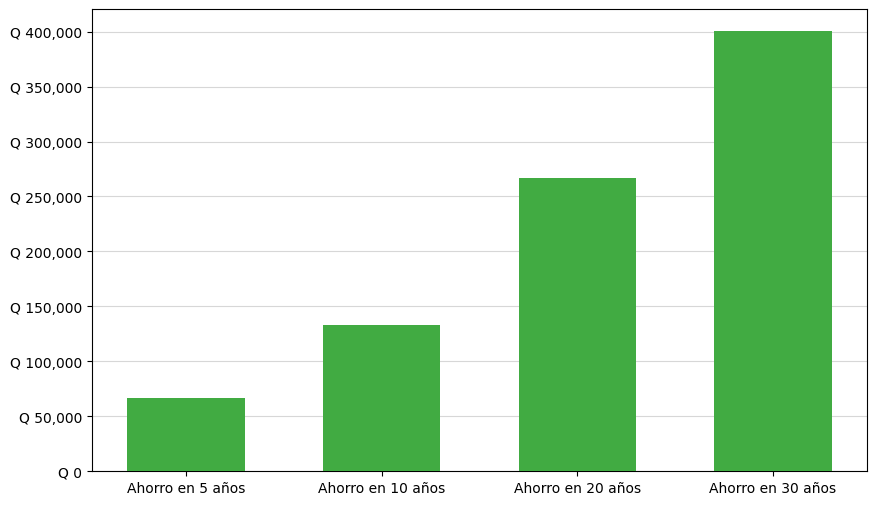 Q 400,000
Q 350,000
Q 300,000
Q 250,000
Q 200,000
Q 150,000
Q 100,000
Q 50,000
Q 0
Ahorro en 5 años
Ahorro en 10 años
Ahorro en 20 años
Ahorro en 30 años